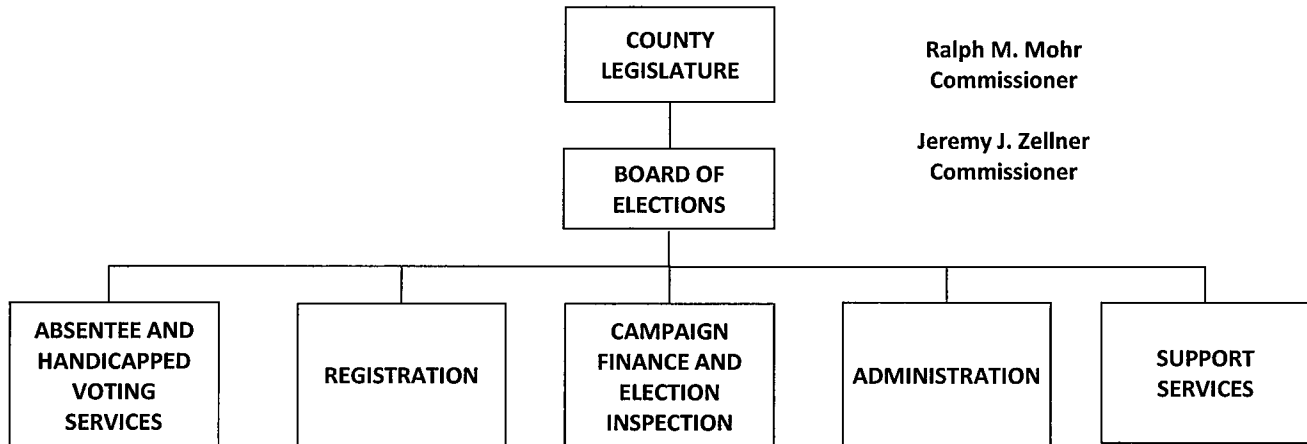 COUNTY
LEGISLATURE
Ralph M. Mohr
Commissioner
Jeremy J. Zellner
Commissioner
BOARD OF
ELECTIONS
ABSENTEE AND
HANDICAPPED
VOTING
SERVICES
REGISTRATION
CAMPAIGN
FINANCE AND
ELECTION
INSPECTION
ADMINISTRATION
SUPPORT
SERVICES